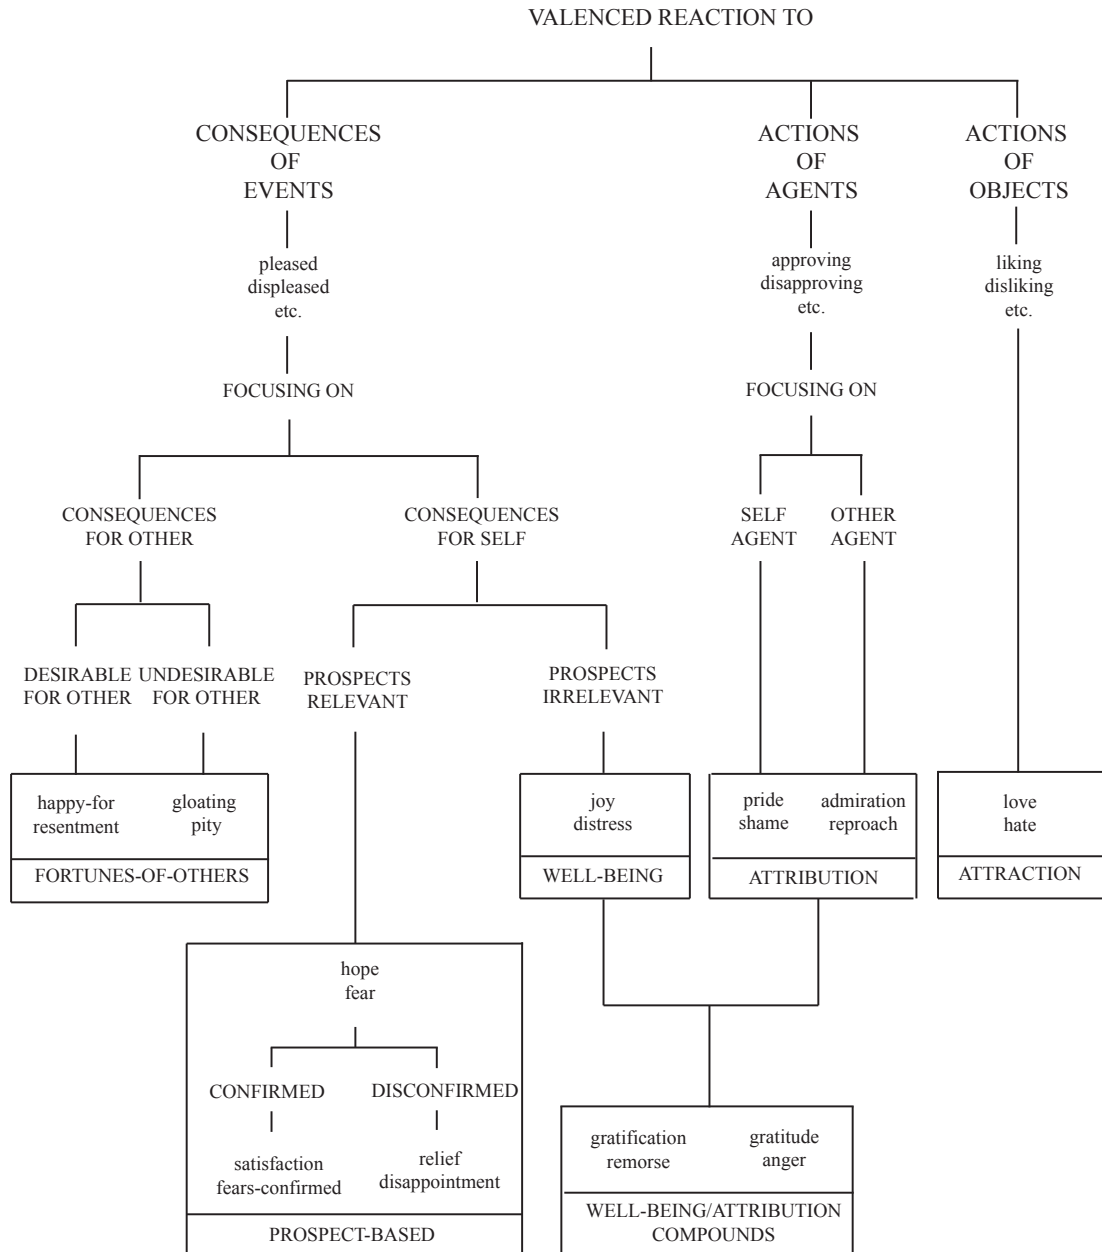 VALENCED REACTION TO
CONSEQUENCES
OF
EVENTS
ACTIONS
OF
AGENTS
ACTIONS
OF
OBJECTS
pleased
displeased
etc.
approving
disapproving
etc.
liking
disliking
etc.
FOCUSING ON
FOCUSING ON
CONSEQUENCES
FOR OTHER
CONSEQUENCES
FOR SELF
SELF
AGENT
OTHER
AGENT
DESIRABLE
FOR OTHER
UNDESIRABLE
FOR OTHER
PROSPECTS
RELEVANT
PROSPECTS
IRRELEVANT
happy-for
resentment
gloating
pity
FORTUNES-OF-OTHERS
joy
distress
WELL-BEING
pride
shame
admiration
reproach
ATTRIBUTION
love
hate
ATTRACTION
hope
fear
CONFIRMED
DISCONFIRMED
satisfaction
fears-confirmed
relief
disappointment
PROSPECT-BASED
gratification
remorse
gratitude
anger
WELL-BEING/ATTRIBUTION
COMPOUNDS